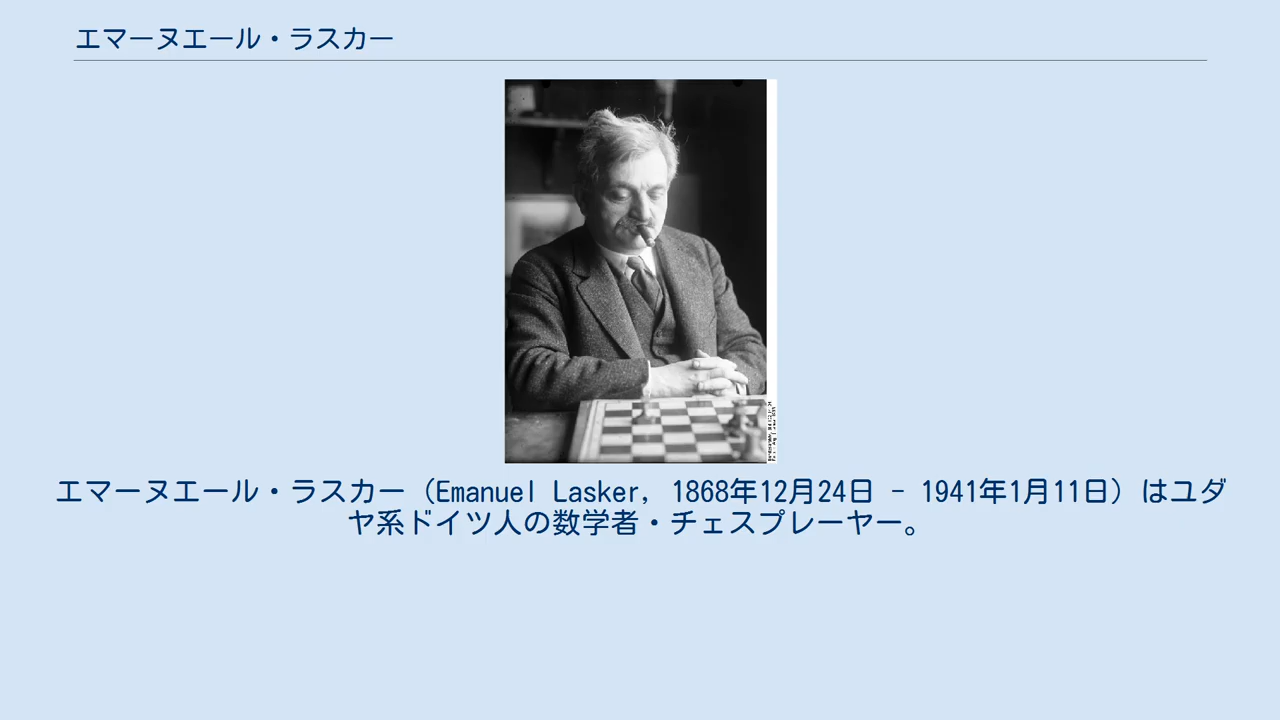 エマーヌエール・ラスカー
エマーヌエール・ラスカー（Emanuel Lasker, 1868年12月24日 - 1941年1月11日）はユダ
ヤ系ドイツ人の数学者・チェスプレーヤー。